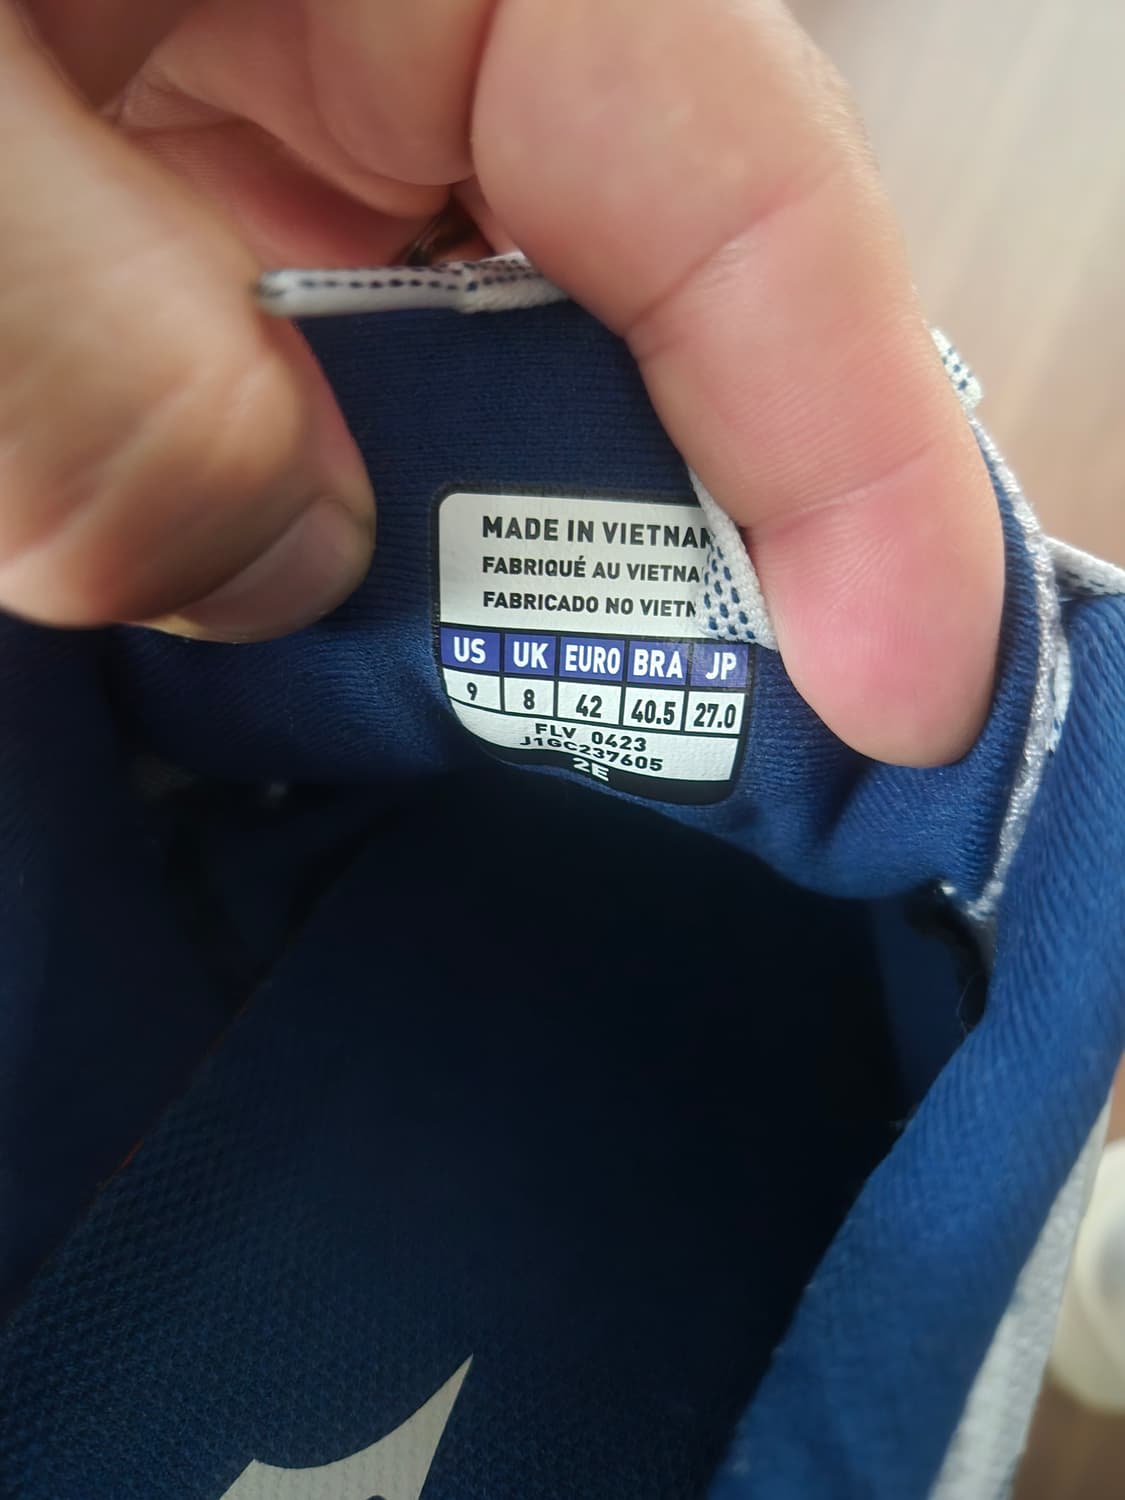 MADE IN VIETNAM
FABRIQUÉ AU VIETNA
FABRICADO NO VIETN
US UK EURO BRA JP
9 8 42 40.5 27.0
FLV 0423
J1GC237605
2E